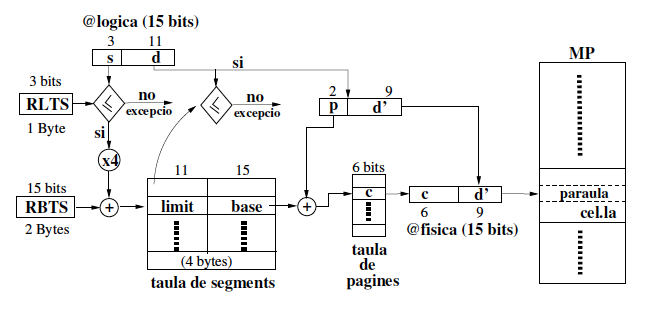 @logica (15 bits)
3 11
s d
si
MP
3 bits
RLTS
1 Byte
≤
no
excepcio
≤
no
excepcio
2 9
p d'
si
x4
15 bits
RBTS
2 Bytes
+
11 15
limit base
(4 bytes)
taula de segments
+
6 bits
c
taula
de
pagines
c d'
6 9
@fisica (15 bits)
paraula
cel.la